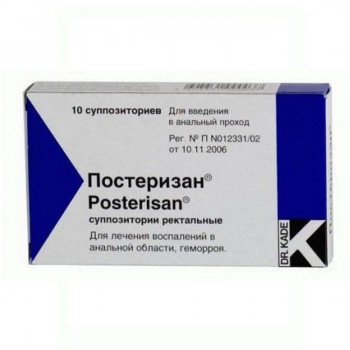 10 суппозиториев
Для введения
в анальный проход
Рег. № П N012331/02
от 10.11.2006
Постеризан®
Posterisan®
суппозитории ректальные
Для лечения воспалений в
анальной области, геморроя.
DR. KADE